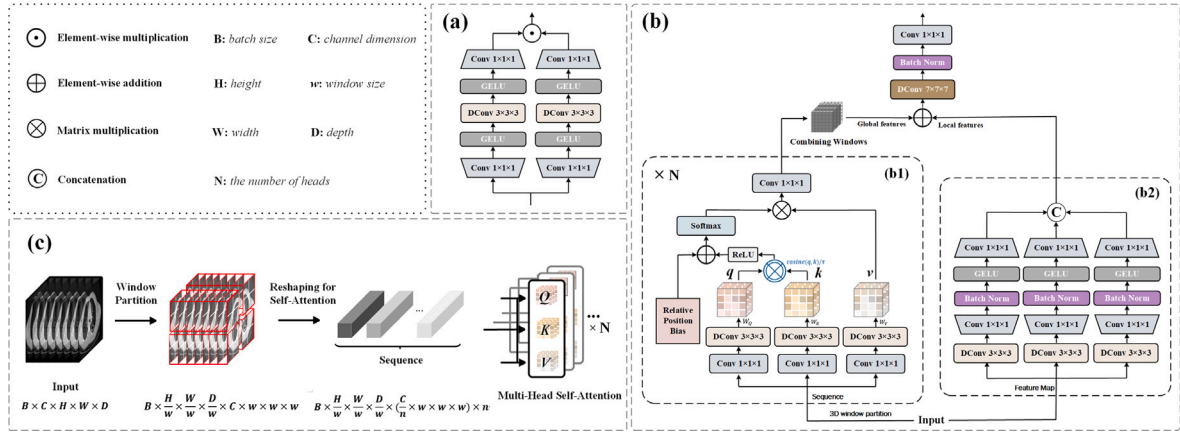 Element-wise multiplication
B: batch size
C: channel dimension
Element-wise addition
H: height
w: window size
Matrix multiplication
W: width
D: depth
C
Concatenation
N: the number of heads
(a)
Conv 1×1×1
Conv 1×1×1
GELU
GELU
DConv 3×3×3
DConv 3×3×3
GELU
GELU
Conv 1×1×1
Conv 1×1×1
(b)
Conv 1×1×1
Batch Norm
DConv 7×7×7
Global features
Local features
Combining Windows
× N
(b1)
Conv 1×1×1
Softmax
ReLU
cosine(q,k)/τ
q
k
v
Relative
Position
Bias
W_Q
W_K
W_V
DConv 3×3×3
DConv 3×3×3
DConv 3×3×3
Conv 1×1×1
Conv 1×1×1
Conv 1×1×1
Sequence
3D window partition
Input
(b2)
C
Conv 1×1×1
Conv 1×1×1
Conv 1×1×1
GELU
GELU
GELU
Batch Norm
Batch Norm
Batch Norm
Conv 1×1×1
Conv 1×1×1
Conv 1×1×1
DConv 3×3×3
DConv 3×3×3
DConv 3×3×3
Feature Map
(c)
Window
Partition
Reshaping for
Self-Attention
...
Sequence
Q
K
V
...
× N
Multi-Head Self-Attention
Input
B × C × H × W × D
B × H/w × W/w × D/w × C × w × w × w
B × H/w × W/w × D/w × (C/n × w × w × w) × n